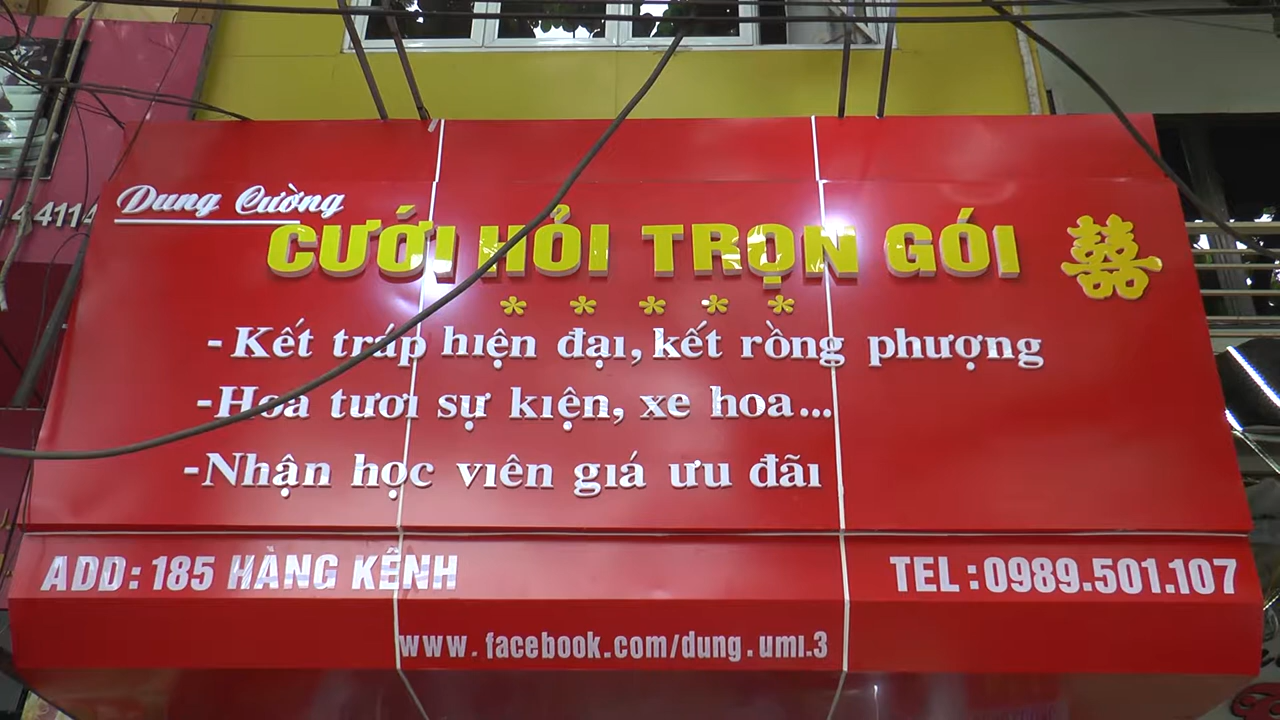 Dung Cường
CƯỚI HỎI TRỌN GÓI 囍
* * * * *
- Kết tráp hiện đại, kết rồng phượng
- Hoa tươi sự kiện, xe hoa...
- Nhận học viên giá ưu đãi
ADD: 185 HÀNG KÊNH
TEL: 0989.501.107
www.facebook.com/dung.umi.3
44114